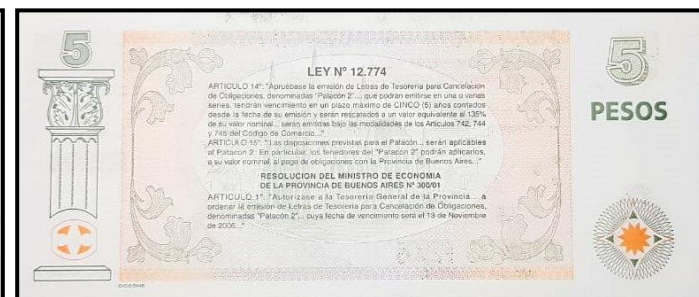 5
LEY Nº 12.774
ARTICULO 14º: "Apruébase la emisión de Letras de Tesorería para Cancelación
de Obligaciones, denominadas "Patacón 2"... que podrán emitirse en una o varias
series, tendrán vencimiento en un plazo máximo de CINCO (5) años contados
desde la fecha de su emisión y serán rescatados a un valor equivalente al 135%
de su valor nominal... serán emitidas bajo las modalidades de los Artículos 742, 744
y 745 del Código de Comercio..."
ARTICULO 15º: "Las disposiciones previstas para el Patacón... serán aplicables
al Patacón 2. En particular, los tenedores del "Patacón 2" podrán aplicarlos,
a su valor nominal, al pago de obligaciones con la Provincia de Buenos Aires..."
RESOLUCION DEL MINISTRO DE ECONOMIA
DE LA PROVINCIA DE BUENOS AIRES Nº 300/01
ARTICULO 1º: "Autorízase a la Tesorería General de la Provincia... a
ordenar la emisión de Letras de Tesorería para Cancelación de Obligaciones,
denominadas "Patacón 2"... cuya fecha de vencimiento será el 13 de Noviembre
de 2006..."
5
PESOS
CICCONE